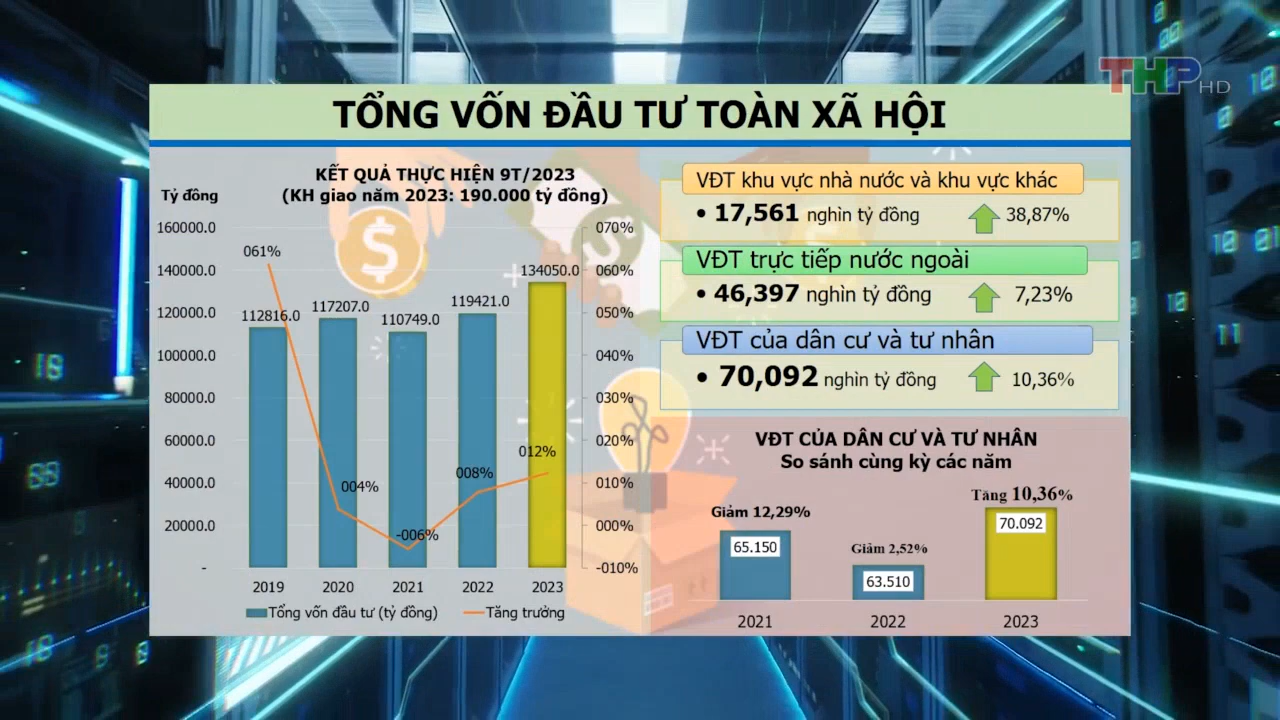 THP HD
TỔNG VỐN ĐẦU TƯ TOÀN XÃ HỘI
KẾT QUẢ THỰC HIỆN 9T/2023
(KH giao năm 2023: 190.000 tỷ đồng)
Tỷ đồng
160000.0
140000.0
120000.0
100000.0
80000.0
60000.0
40000.0
20000.0
-
070%
060%
050%
040%
030%
020%
010%
000%
-010%
061%
004%
-006%
008%
012%
112816.0
117207.0
110749.0
119421.0
134050.0
2019
2020
2021
2022
2023
Tổng vốn đầu tư (tỷ đồng)
Tăng trưởng
VĐT khu vực nhà nước và khu vực khác
• 17,561 nghìn tỷ đồng 38,87%
VĐT trực tiếp nước ngoài
• 46,397 nghìn tỷ đồng 7,23%
VĐT của dân cư và tư nhân
• 70,092 nghìn tỷ đồng 10,36%
VĐT CỦA DÂN CƯ VÀ TƯ NHÂN
So sánh cùng kỳ các năm
Giảm 12,29%
Giảm 2,52%
Tăng 10,36%
65.150
63.510
70.092
2021
2022
2023